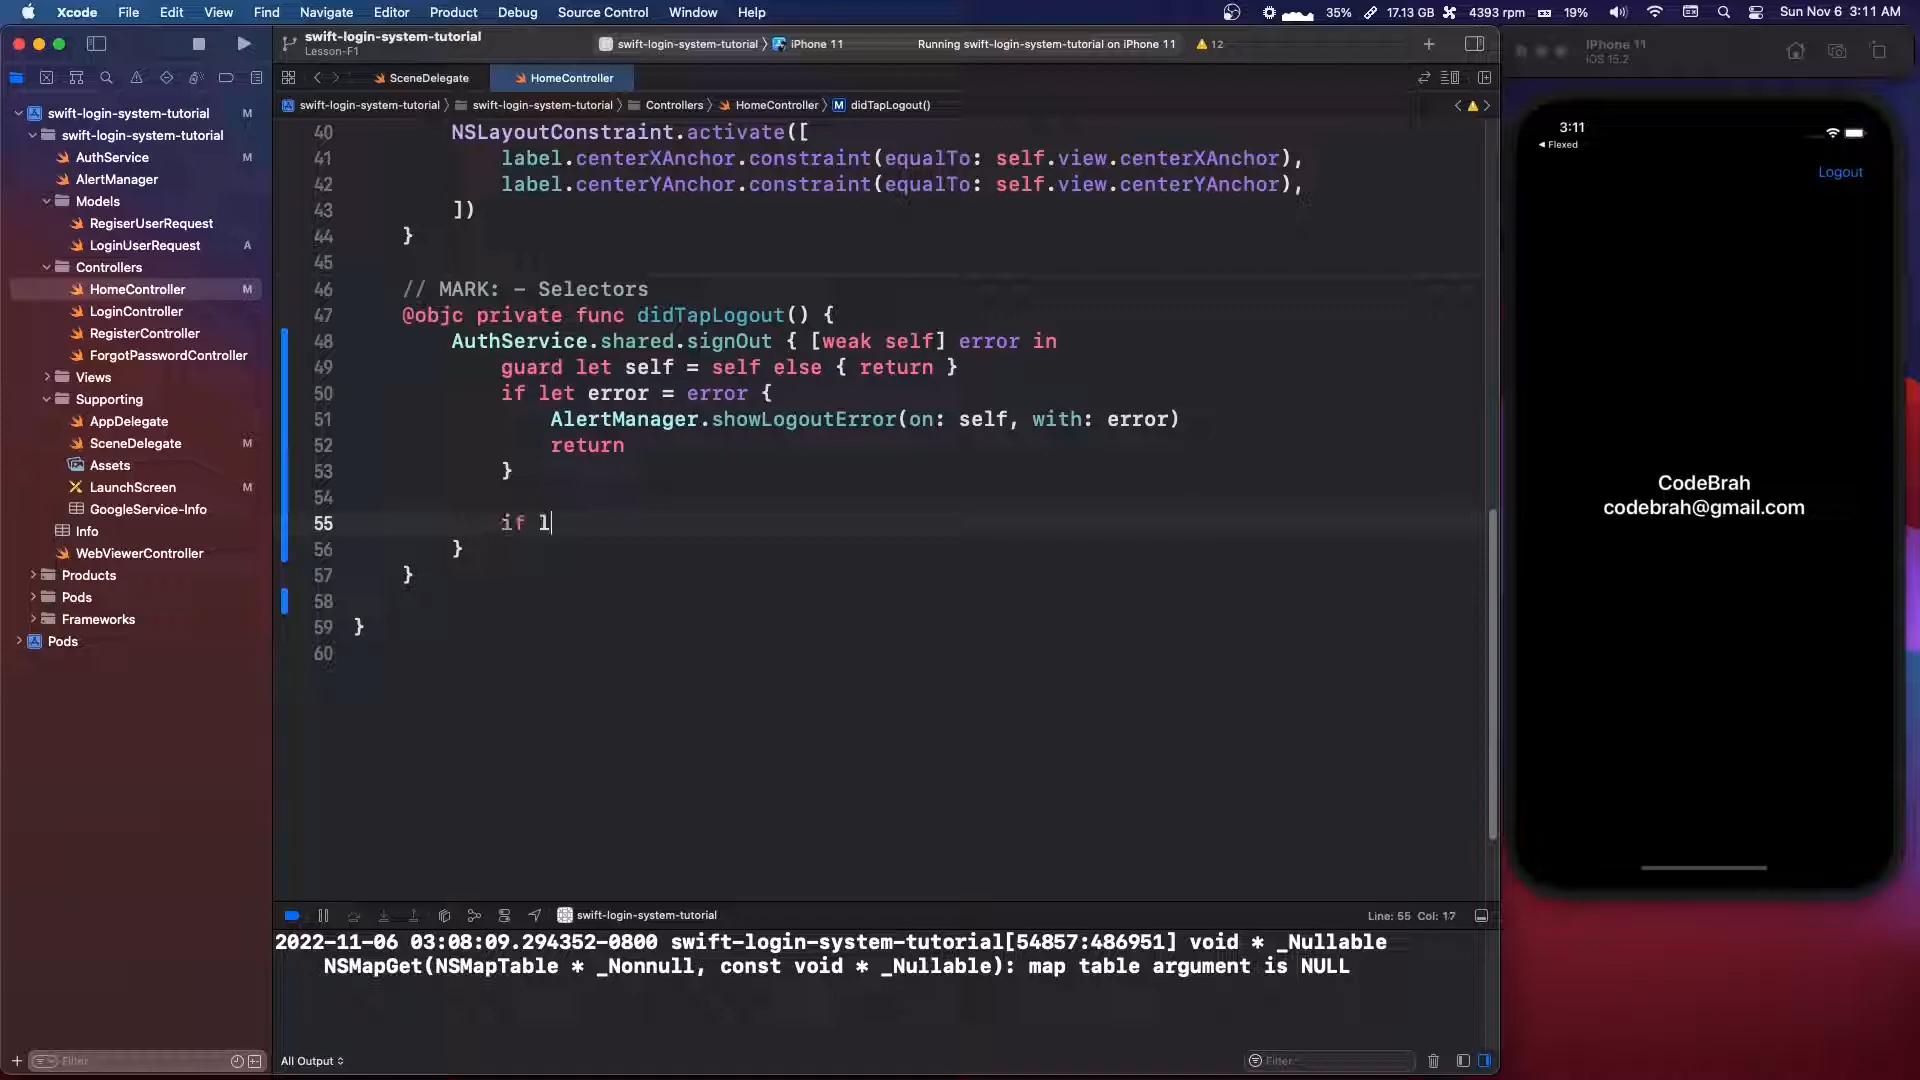 Xcode File Edit View Find Navigate Editor Product Debug Source Control Window Help 35% 17.13 GB 4393 rpm 19% Sun Nov 6 3:11 AM
swift-login-system-tutorial
Lesson-F1
swift-login-system-tutorial iPhone 11 Running swift-login-system-tutorial on iPhone 11 12
iPhone 11
iOS 15.2
SceneDelegate HomeController
swift-login-system-tutorial swift-login-system-tutorial Controllers HomeController M didTapLogout()
swift-login-system-tutorial M
swift-login-system-tutorial
AuthService M
AlertManager
Models
RegiserUserRequest
LoginUserRequest A
Controllers
HomeController M
LoginController
RegisterController
ForgotPasswordController
Views
Supporting
AppDelegate
SceneDelegate M
Assets
LaunchScreen M
GoogleService-Info
Info
WebViewerController
Products
Pods
Frameworks
Pods
Filter
40 NSLayoutConstraint.activate([
41 label.centerXAnchor.constraint(equalTo: self.view.centerXAnchor),
42 label.centerYAnchor.constraint(equalTo: self.view.centerYAnchor),
43 ])
44 }
45
46 // MARK: - Selectors
47 @objc private func didTapLogout() {
48 AuthService.shared.signOut { [weak self] error in
49 guard let self = self else { return }
50 if let error = error {
51 AlertManager.showLogoutError(on: self, with: error)
52 return
53 }
54
55 if l
56 }
57 }
58
59 }
60
swift-login-system-tutorial Line: 55 Col: 17
2022-11-06 03:08:09.294352-0800 swift-login-system-tutorial[54857:486951] void * _Nullable
NSMapGet(NSMapTable * _Nonnull, const void * _Nullable): map table argument is NULL
All Output Filter
3:11
Flexed
Logout
CodeBrah
codebrah@gmail.com